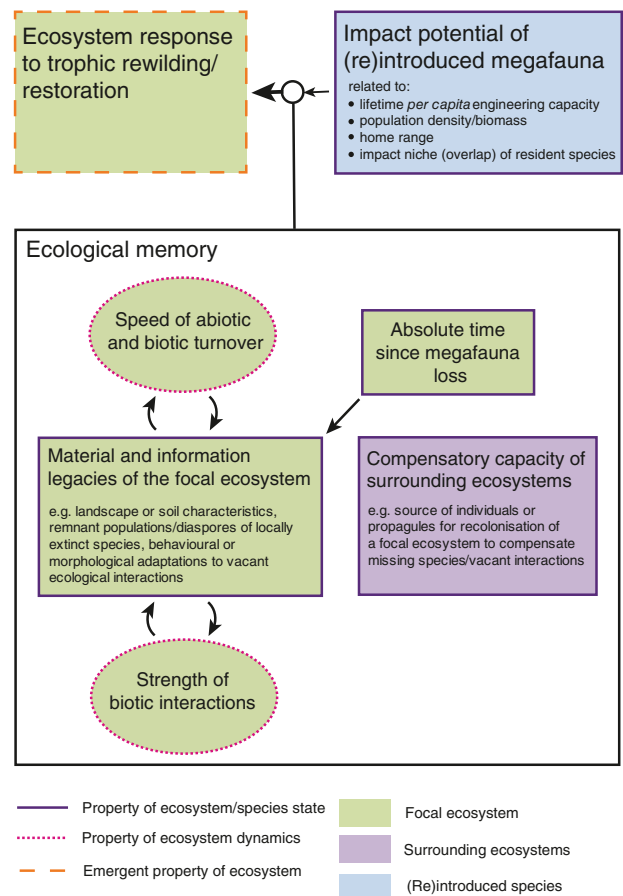 Ecosystem response
to trophic rewilding/
restoration
Impact potential of
(re)introduced megafauna
related to:
• lifetime per capita engineering capacity
• population density/biomass
• home range
• impact niche (overlap) of resident species
Ecological memory
Speed of abiotic
and biotic turnover
Absolute time
since megafauna
loss
Material and information
legacies of the focal ecosystem
e.g. landscape or soil characteristics,
remnant populations/diaspores of locally
extinct species, behavioural or
morphological adaptations to vacant
ecological interactions
Compensatory capacity of
surrounding ecosystems
e.g. source of individuals or
propagules for recolonisation of
a focal ecosystem to compensate
missing species/vacant interactions
Strength of
biotic interactions
Property of ecosystem/species state
Property of ecosystem dynamics
Emergent property of ecosystem
Focal ecosystem
Surrounding ecosystems
(Re)introduced species